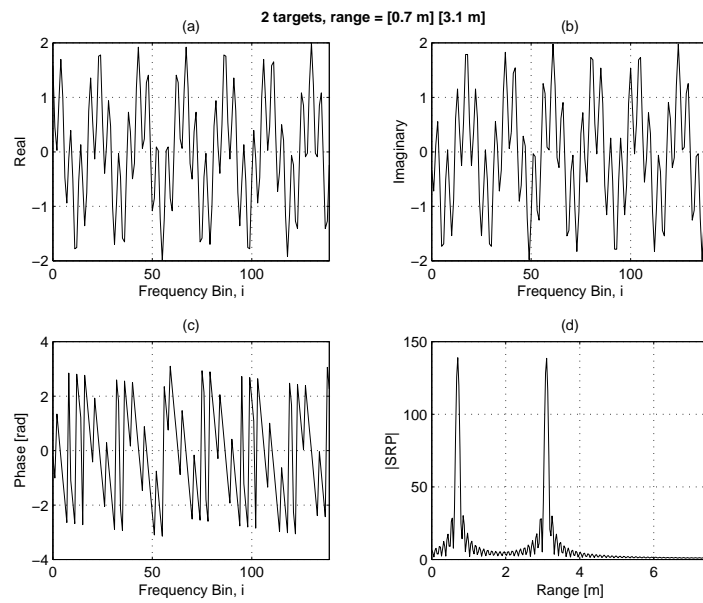 2 targets, range = [0.7 m] [3.1 m]
(a)
2
1
0
−1
−2
Real
0
50
100
Frequency Bin, i
(b)
2
1
0
−1
−2
Imaginary
0
50
100
Frequency Bin, i
(c)
4
2
0
−2
−4
Phase [rad]
0
50
100
Frequency Bin, i
(d)
150
100
50
0
|SRP|
0
2
4
6
Range [m]